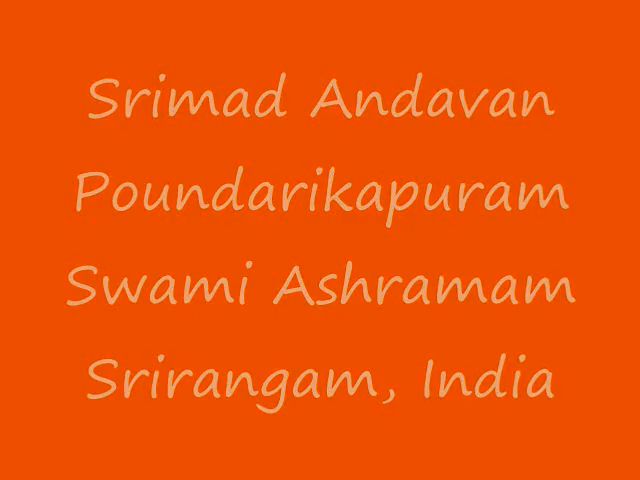 Srimad Andavan
Poundarikapuram
Swami Ashramam
Srirangam, India